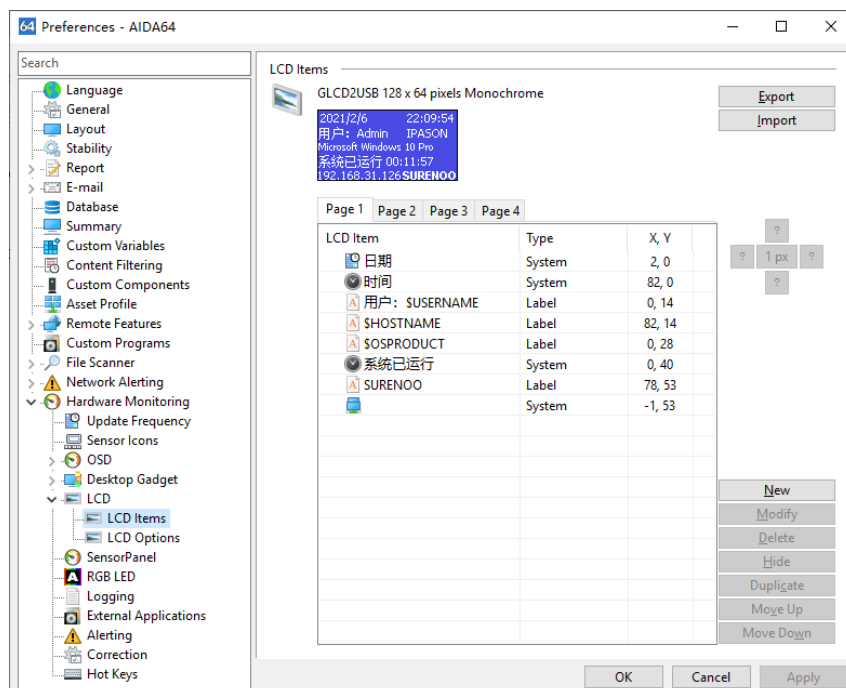 Preferences - AIDA64
Search
Language
General
Layout
Stability
Report
E-mail
Database
Summary
Custom Variables
Content Filtering
Custom Components
Asset Profile
Remote Features
Custom Programs
File Scanner
Network Alerting
Hardware Monitoring
Update Frequency
Sensor Icons
OSD
Desktop Gadget
LCD
LCD Items
LCD Options
SensorPanel
RGB LED
Logging
External Applications
Alerting
Correction
Hot Keys
LCD Items
GLCD2USB 128 x 64 pixels Monochrome
2021/2/6 22:09:54
用户: Admin IPASON
Microsoft Windows 10 Pro
系统已运行 00:11:57
192.168.31.126 SURENOO
Export
Import
Page 1 Page 2 Page 3 Page 4
LCD Item Type X, Y
日期 System 2, 0
时间 System 82, 0
用户: $USERNAME Label 0, 14
$HOSTNAME Label 82, 14
$OSPRODUCT Label 0, 28
系统已运行 System 0, 40
SURENOO Label 78, 53
System -1, 53
?
? 1 px ?
?
New
Modify
Delete
Hide
Duplicate
Move Up
Move Down
OK Cancel Apply